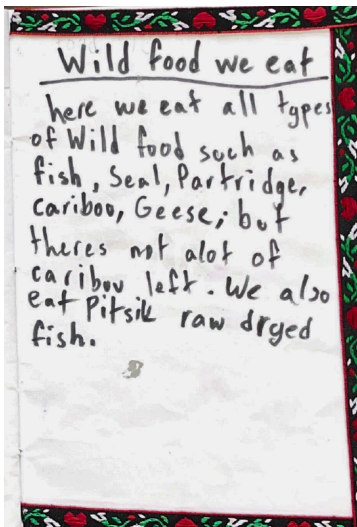 Wild food we eat
here we eat all types
of Wild food such as
fish, Seal, Partridge,
cariboo, Geese; but
theres not alot of
caribou left. We also
eat Pitsik raw dryed
fish.